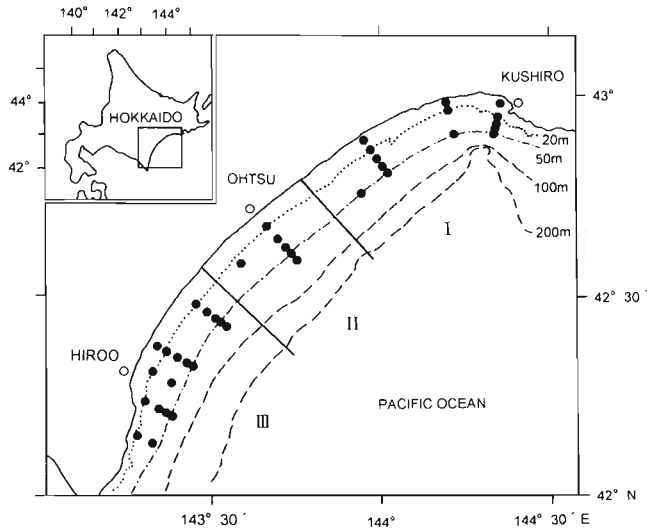 140° 142° 144°
44°
42°
HOKKAIDO
KUSHIRO
43°
20m
50m
100m
200m
OHTSU
I
II
42° 30'
HIROO
III
PACIFIC OCEAN
42° N
143° 30' 144° 144° 30' E